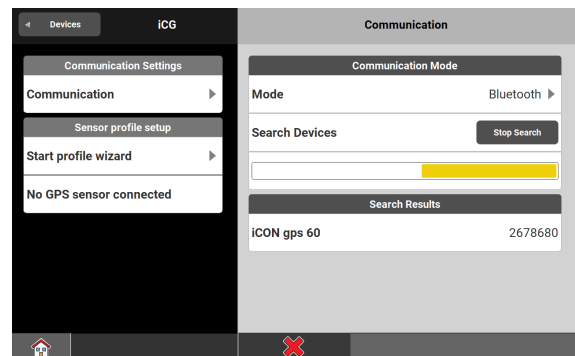 Devices
iCG
Communication
Communication Settings
Communication
Sensor profile setup
Start profile wizard
No GPS sensor connected
Communication Mode
Mode Bluetooth
Search Devices Stop Search
Search Results
iCON gps 60 2678680